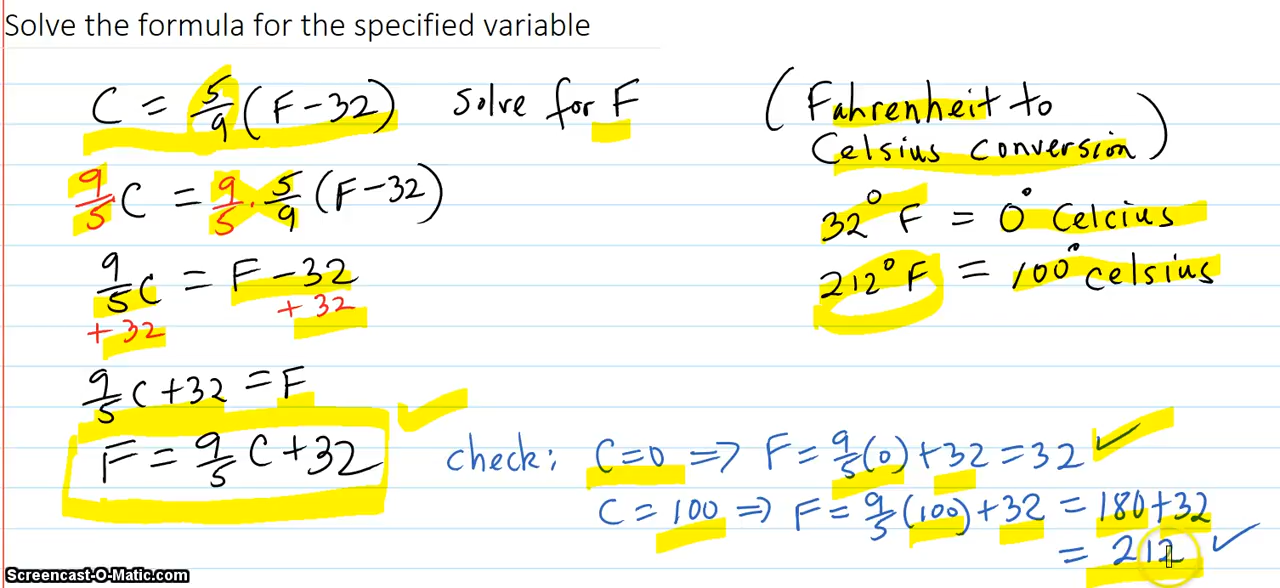 Solve the formula for the specified variable
C = 5/9 (F - 32) Solve for F
9/5 C = 9/5 · 5/9 (F - 32)
9/5 C = F - 32
+ 32 + 32
9/5 C + 32 = F
F = 9/5 C + 32
(Fahrenheit to
Celsius conversion)
32° F = 0° Celcius
212° F = 100° celsius
check: C = 0 => F = 9/5 (0) + 32 = 32 ✓
C = 100 => F = 9/5 (100) + 32 = 180 + 32
= 212 ✓
Screencast-O-Matic.com